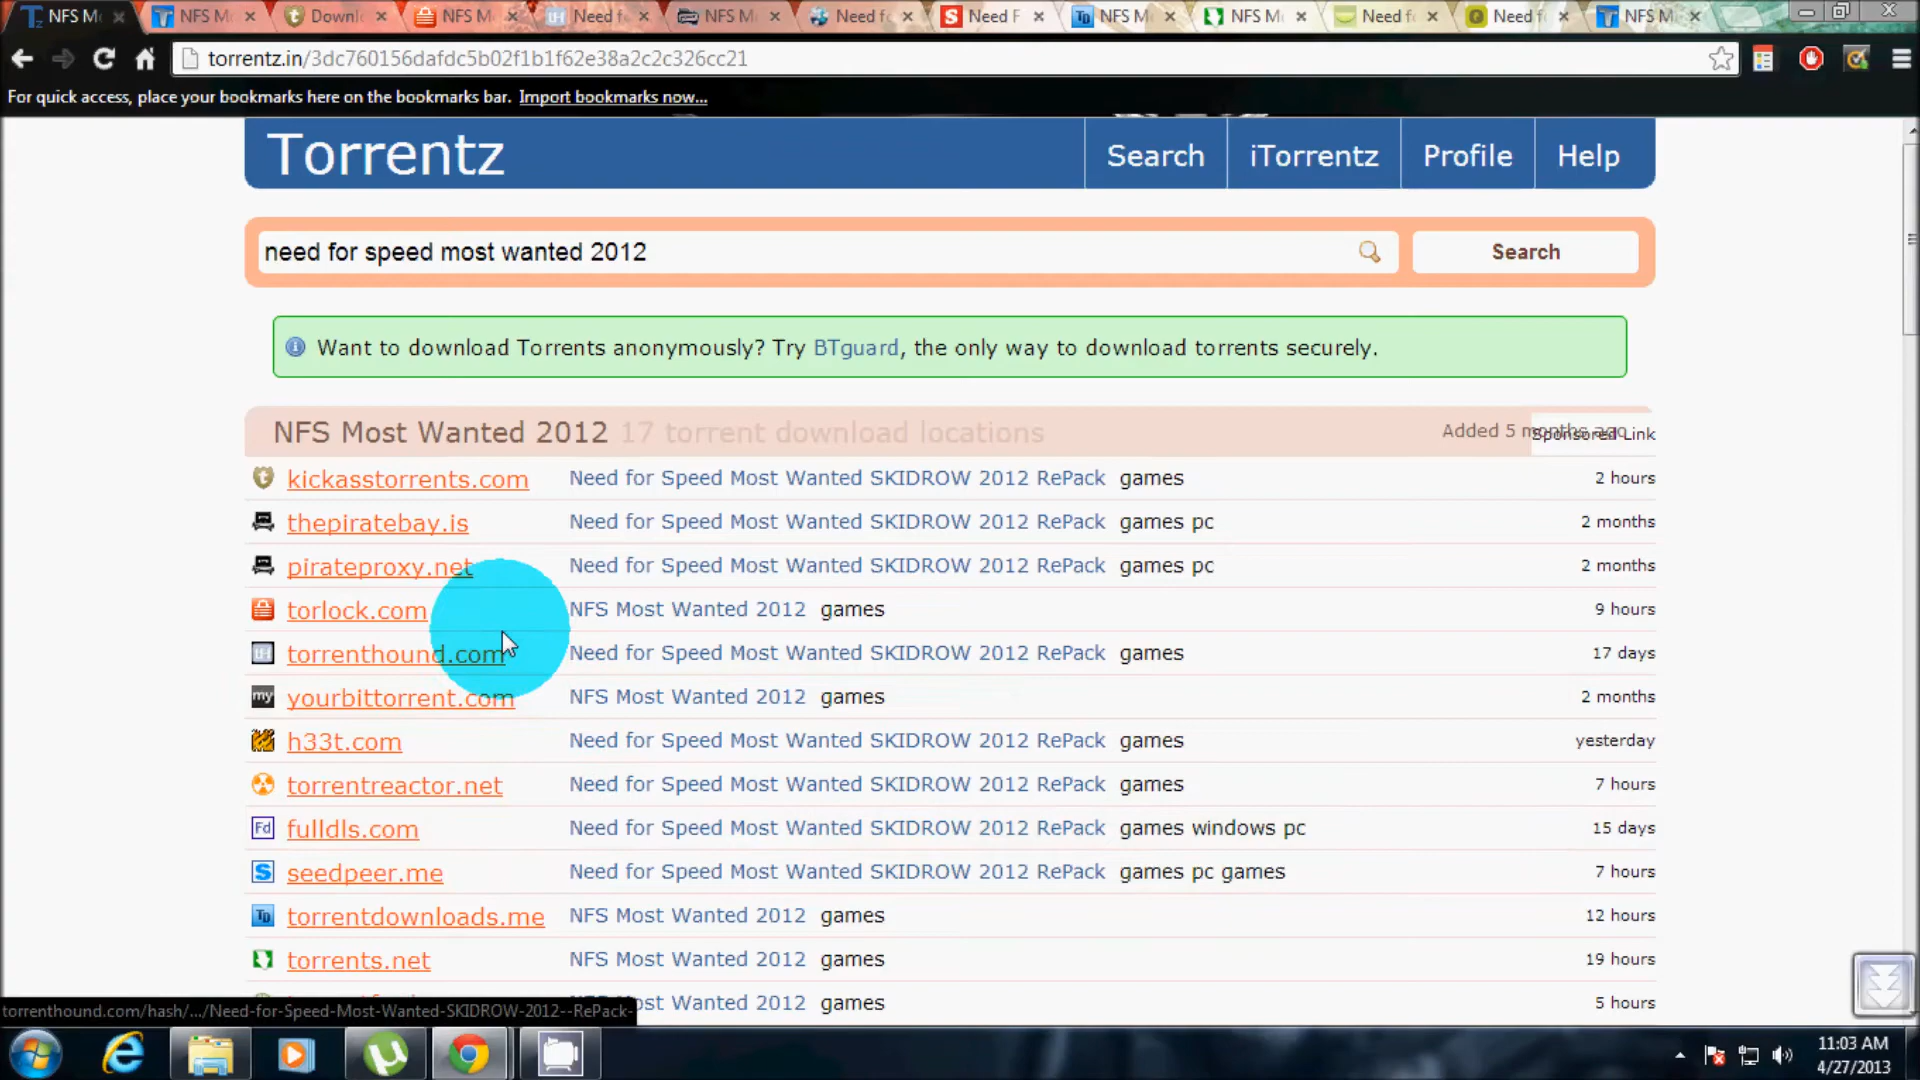 NFS M
NFS M
Downl
NFS M
Need fo
NFS M
Need fo
Need F
NFS M
NFS M
Need fo
Need fo
NFS M
torrentz.in/3dc760156dafdc5b02f1b1f62e38a2c2c326cc21
For quick access, place your bookmarks here on the bookmarks bar. Import bookmarks now...
Torrentz
Search
iTorrentz
Profile
Help
need for speed most wanted 2012
Search
Want to download Torrents anonymously? Try BTguard, the only way to download torrents securely.
NFS Most Wanted 2012 17 torrent download locations
Added 5 months ago
Sponsored Link
kickasstorrents.com Need for Speed Most Wanted SKIDROW 2012 RePack games 2 hours
thepiratebay.is Need for Speed Most Wanted SKIDROW 2012 RePack games pc 2 months
pirateproxy.net Need for Speed Most Wanted SKIDROW 2012 RePack games pc 2 months
torlock.com NFS Most Wanted 2012 games 9 hours
torrenthound.com Need for Speed Most Wanted SKIDROW 2012 RePack games 17 days
my yourbittorrent.com NFS Most Wanted 2012 games 2 months
h33t.com Need for Speed Most Wanted SKIDROW 2012 RePack games yesterday
torrentreactor.net Need for Speed Most Wanted SKIDROW 2012 RePack games 7 hours
Fd fulldls.com Need for Speed Most Wanted SKIDROW 2012 RePack games windows pc 15 days
S seedpeer.me Need for Speed Most Wanted SKIDROW 2012 RePack games pc games 7 hours
TD torrentdownloads.me NFS Most Wanted 2012 games 12 hours
torrents.net NFS Most Wanted 2012 games 19 hours
st Wanted 2012 games 5 hours
torrenthound.com/hash/.../Need-for-Speed-Most-Wanted-SKIDROW-2012--RePack-
11:03 AM
4/27/2013